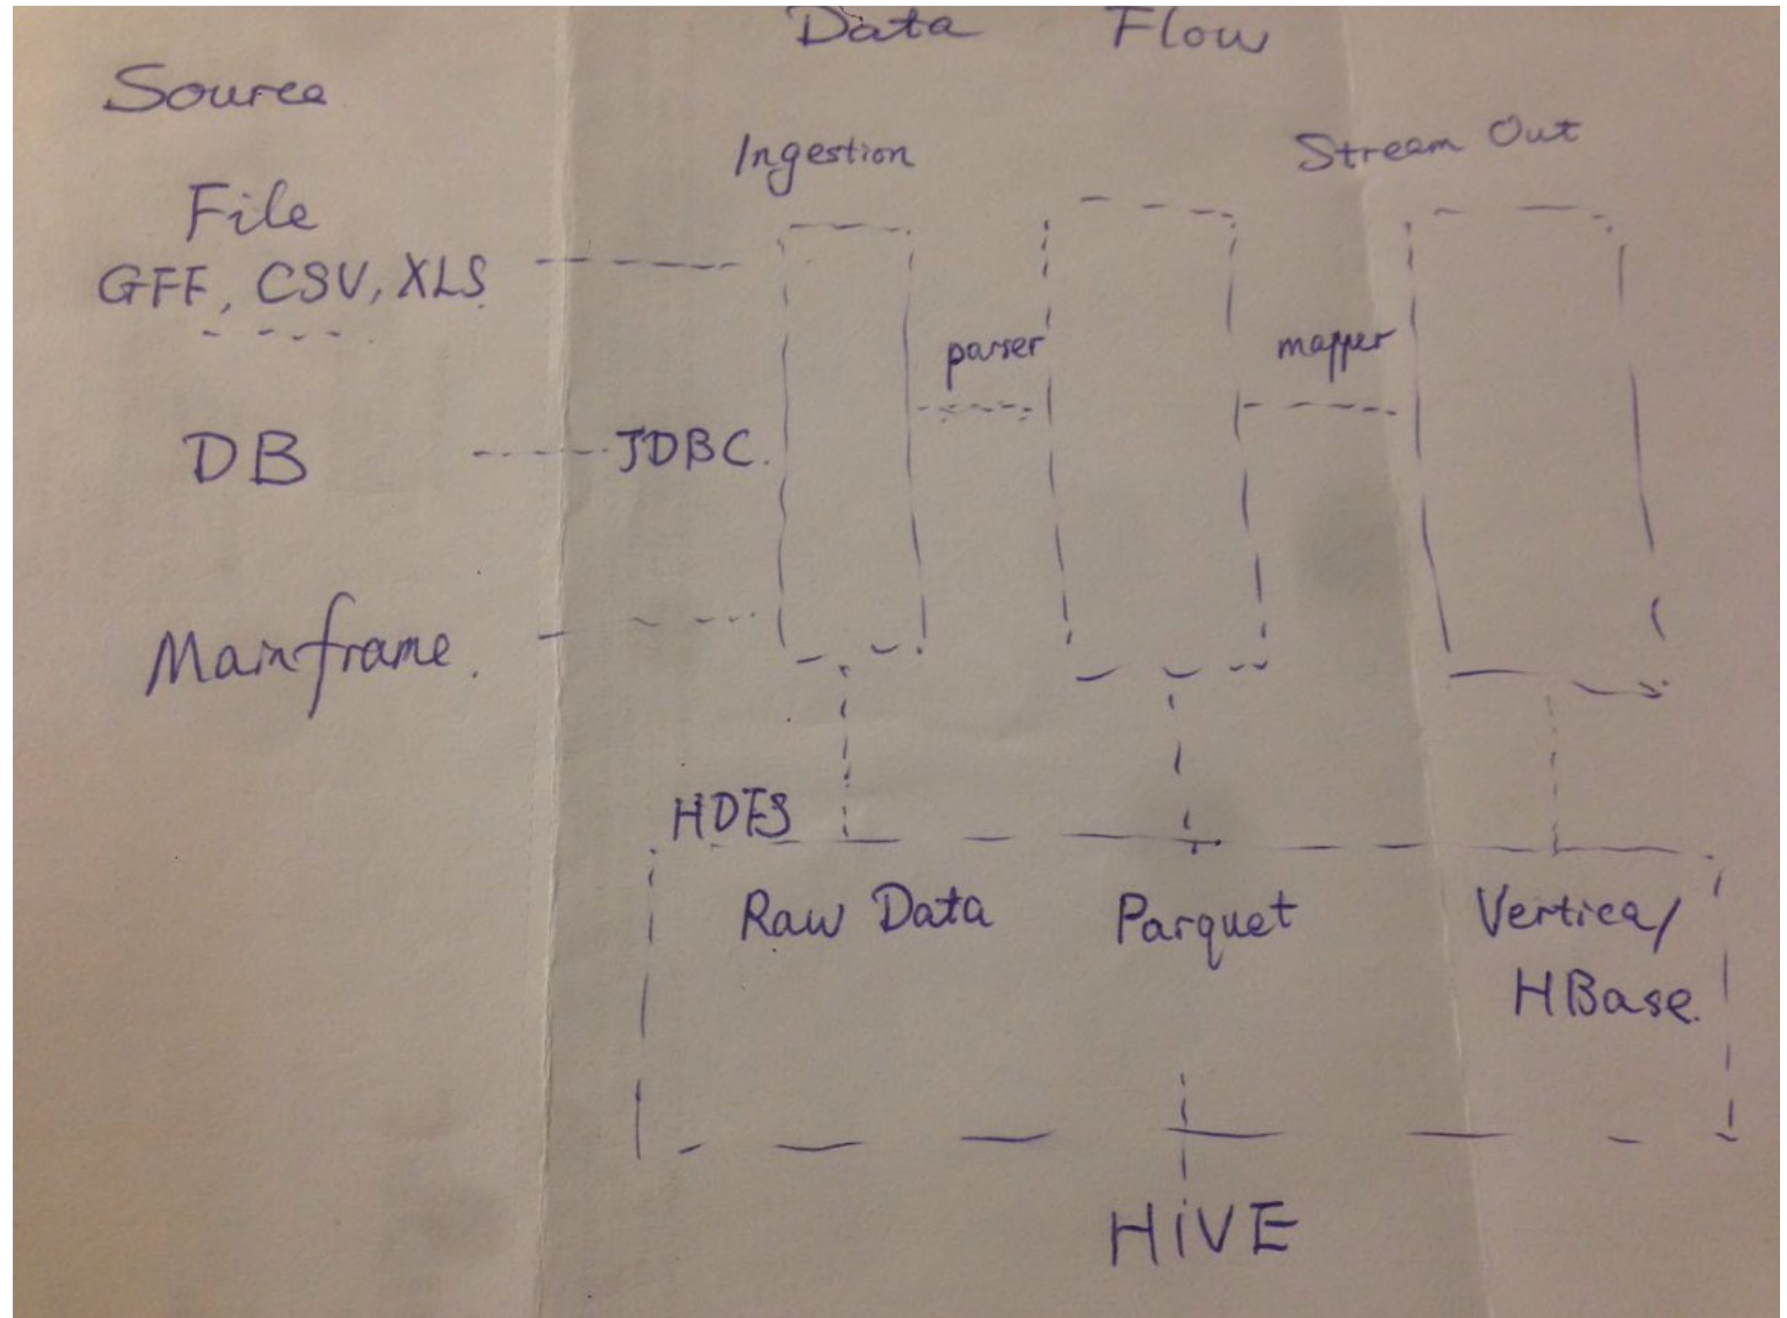 Data Flow
Source
Ingestion
Stream Out
File
GFF, CSV, XLS
parser
mapper
DB
JDBC.
Mainframe.
HDFS
Raw Data
Parquet
Vertica/
HBase.
HiVE